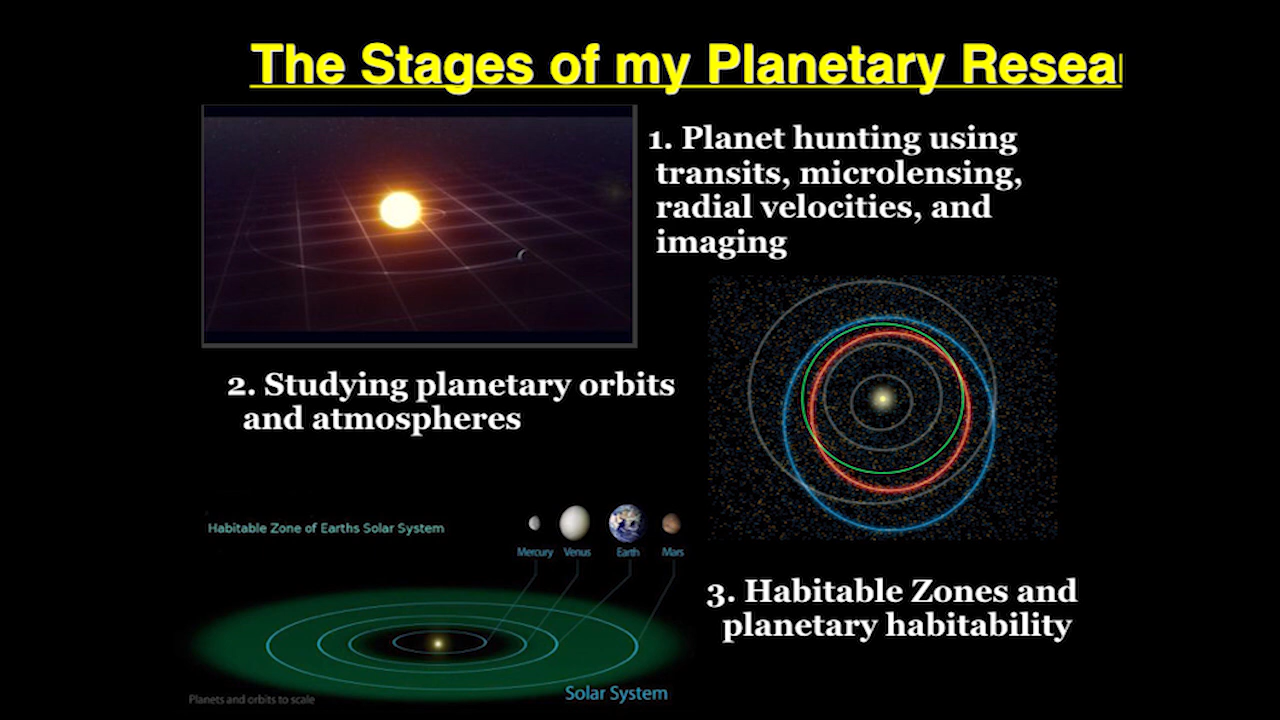 The Stages of my Planetary Resea
1. Planet hunting using
transits, microlensing,
radial velocities, and
imaging
2. Studying planetary orbits
and atmospheres
Habitable Zone of Earths Solar System
Mercury Venus Earth Mars
3. Habitable Zones and
planetary habitability
Solar System
Planets and orbits to scale